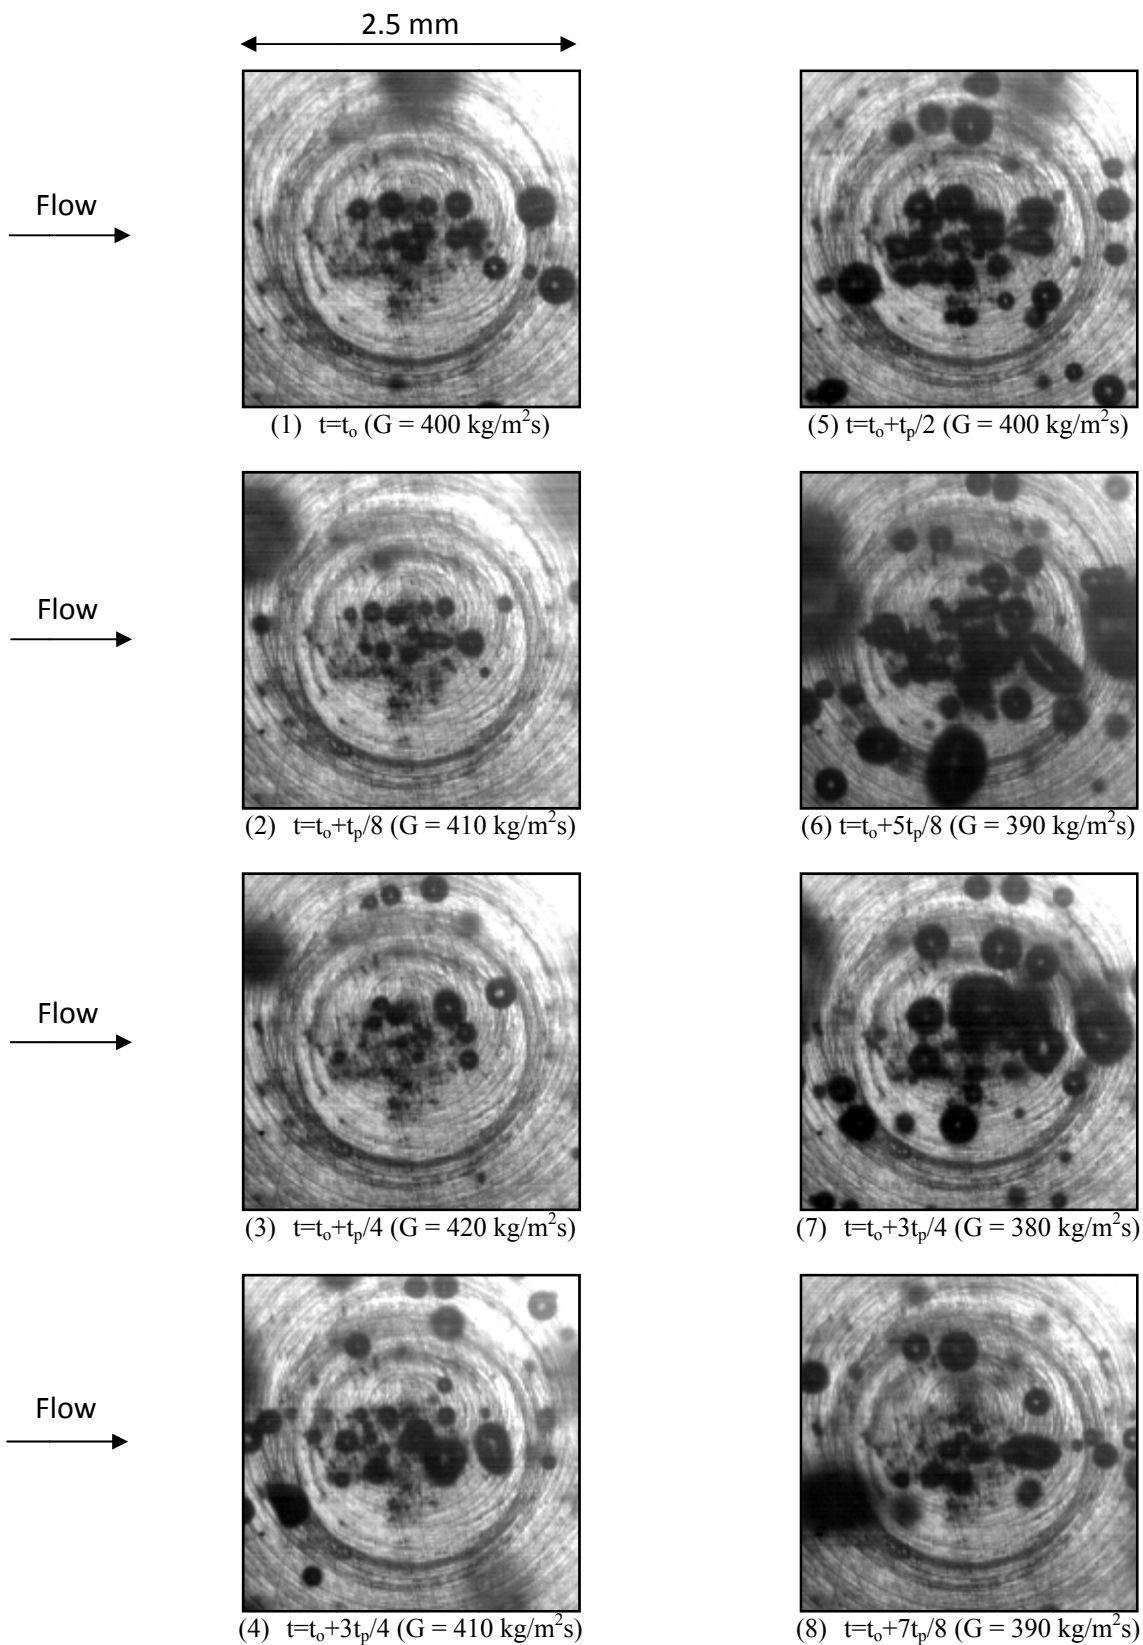 2.5 mm
Flow
(1) t=tₒ (G = 400 kg/m²s)
(5) t=tₒ+tₚ/2 (G = 400 kg/m²s)
Flow
(2) t=tₒ+tₚ/8 (G = 410 kg/m²s)
(6) t=tₒ+5tₚ/8 (G = 390 kg/m²s)
Flow
(3) t=tₒ+tₚ/4 (G = 420 kg/m²s)
(7) t=tₒ+3tₚ/4 (G = 380 kg/m²s)
Flow
(4) t=tₒ+3tₚ/4 (G = 410 kg/m²s)
(8) t=tₒ+7tₚ/8 (G = 390 kg/m²s)